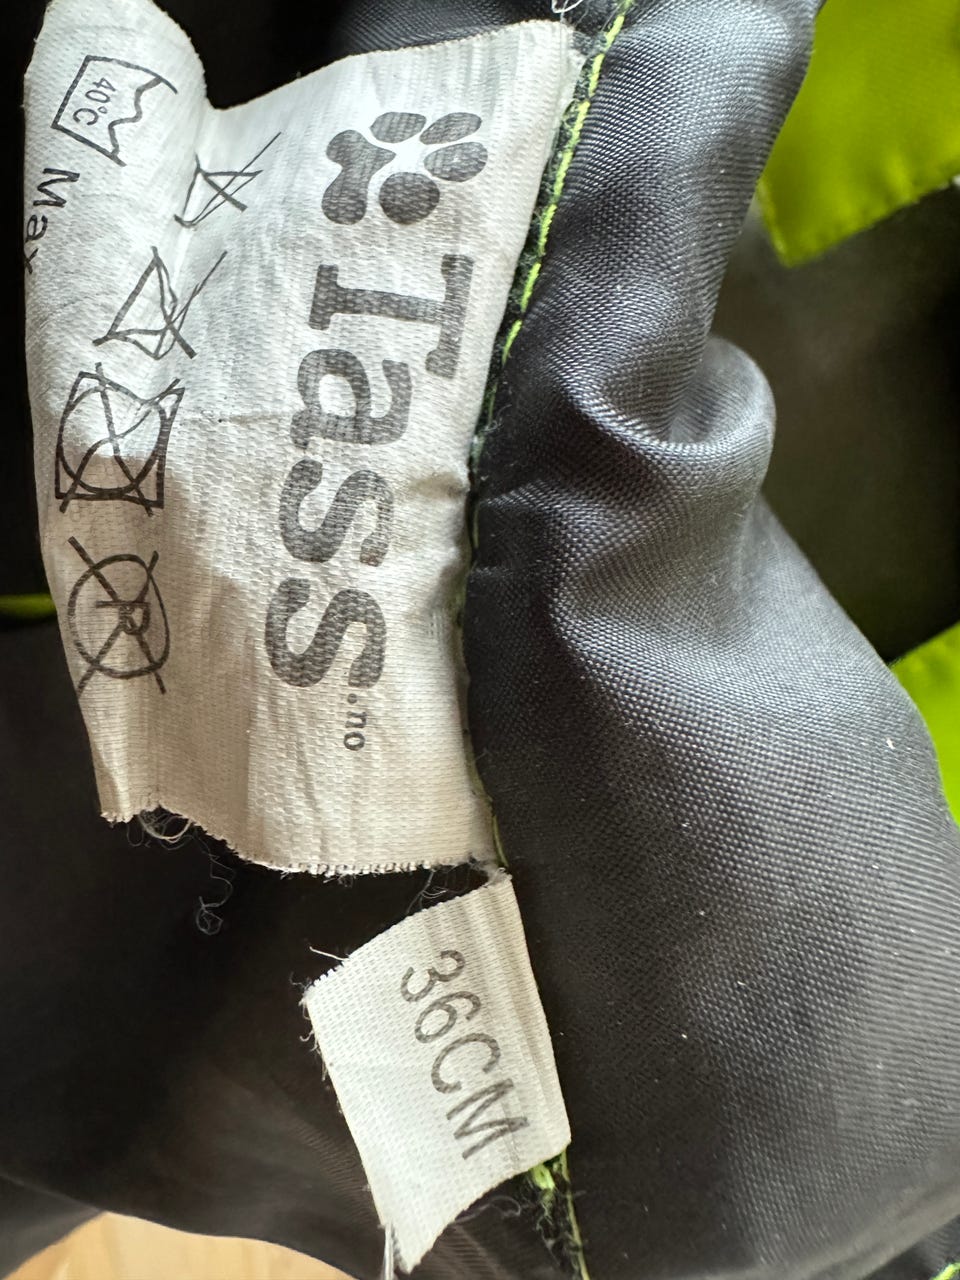 Tass..no
40°C
Max
R
36CM